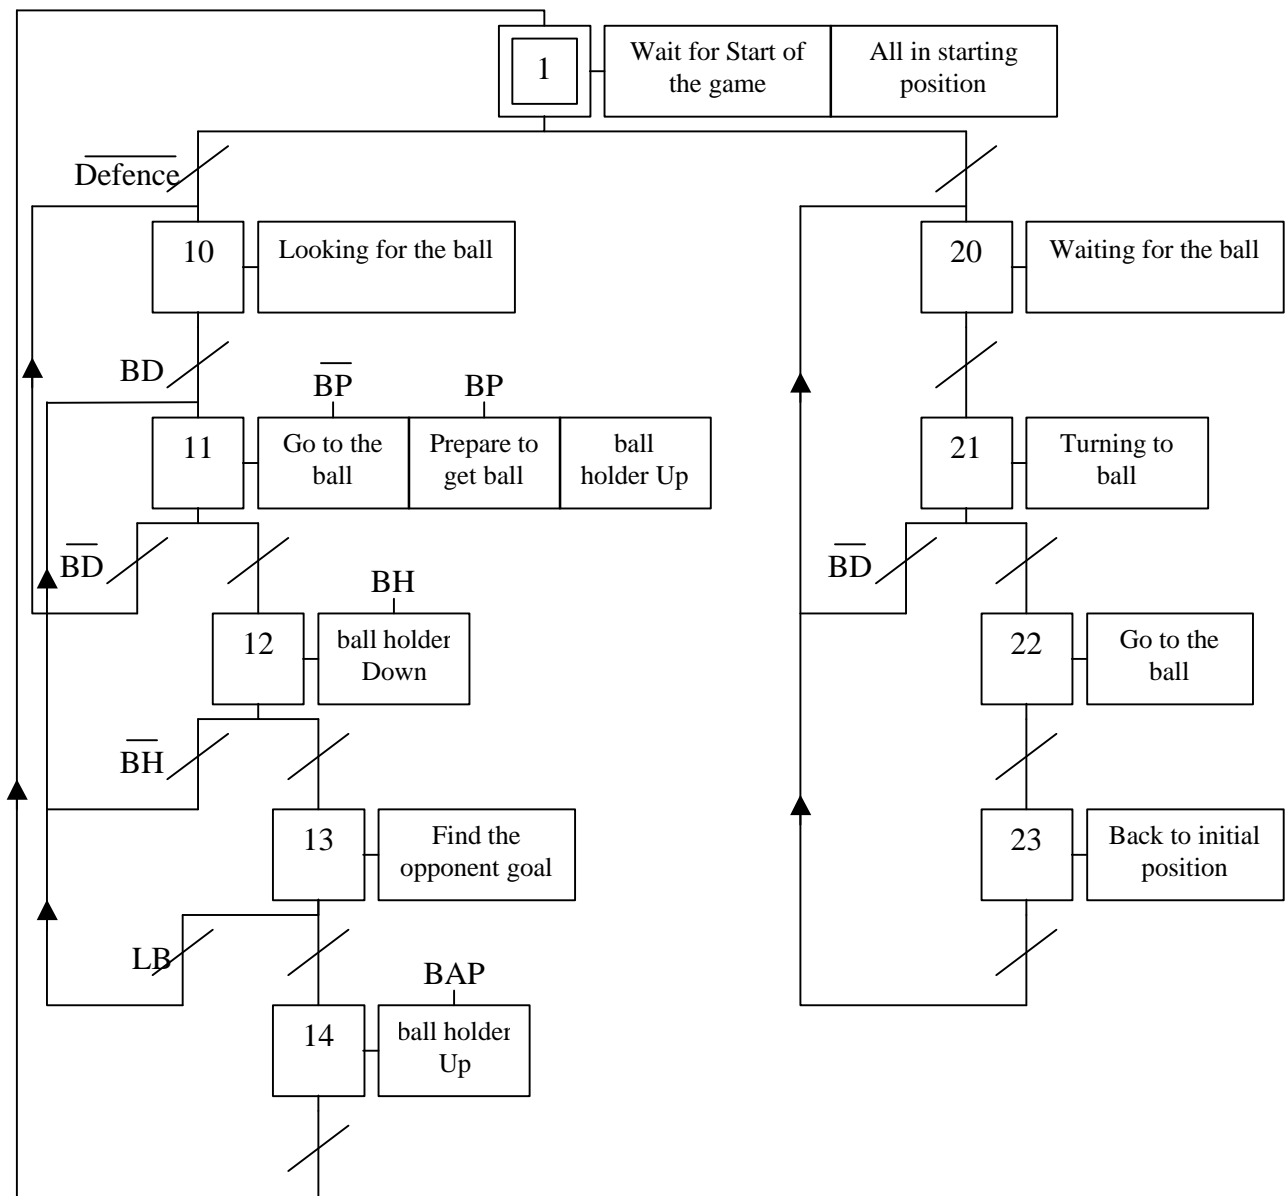 1
Wait for Start of
the game
All in starting
position
Defence
10
Looking for the ball
20
Waiting for the ball
BD
BP
BP
11
Go to the
ball
Prepare to
get ball
ball
holder Up
21
Turning to
ball
BD
BD
BH
12
ball holder
Down
22
Go to the
ball
BH
13
Find the
opponent goal
23
Back to initial
position
LB
BAP
14
ball holder
Up